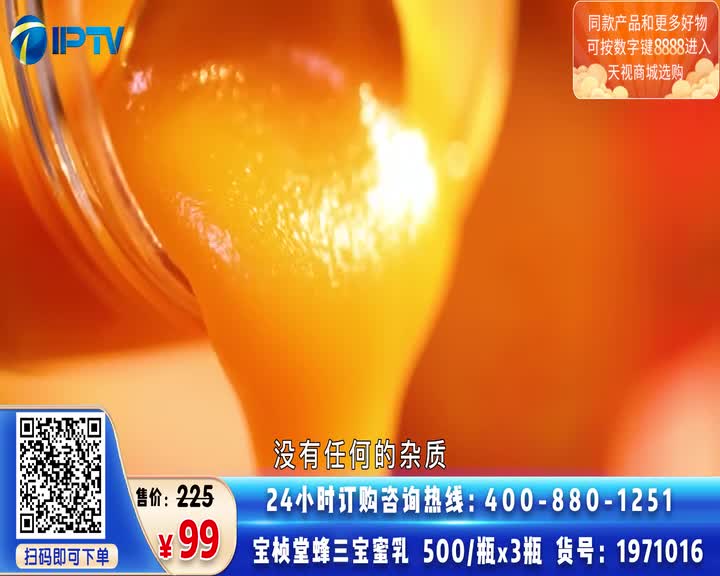 IPTV
同款产品和更多好物
可按数字键8888进入
天视商城选购
没有任何的杂质
售价: 225
¥99
扫码即可下单
24小时订购咨询热线: 400-880-1251
宝桢堂蜂三宝蜜乳 500/瓶x3瓶 货号: 1971016